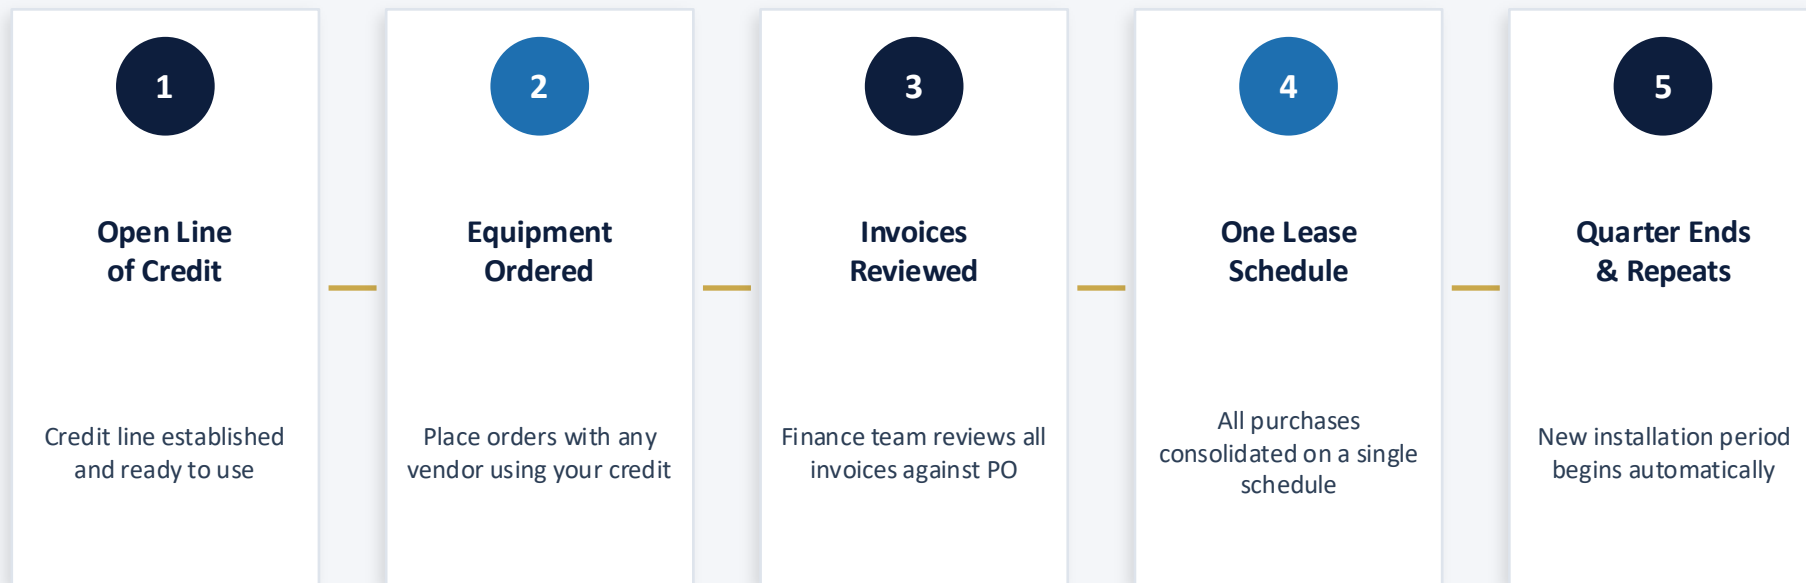 1
Open Line
of Credit
Credit line established
and ready to use
2
Equipment
Ordered
Place orders with any
vendor using your credit
3
Invoices
Reviewed
Finance team reviews all
invoices against PO
4
One Lease
Schedule
All purchases
consolidated on a single
schedule
5
Quarter Ends
& Repeats
New installation period
begins automatically